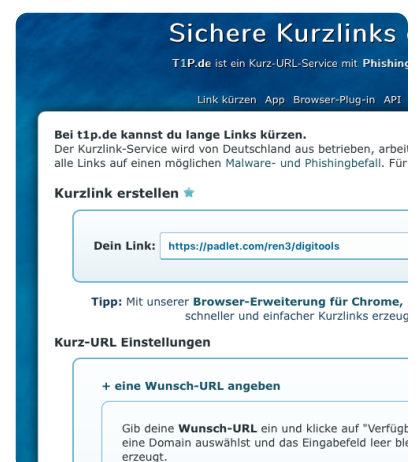 Sichere Kurzlinks
T1P.de ist ein Kurz-URL-Service mit Phishing
Link kürzen App Browser-Plug-in API
Bei t1p.de kannst du lange Links kürzen.
Der Kurzlink-Service wird von Deutschland aus betrieben, arbeit
alle Links auf einen möglichen Malware- und Phishingbefall. Für
Kurzlink erstellen
Dein Link: https://padlet.com/ren3/digitools
Tipp: Mit unserer Browser-Erweiterung für Chrome,
schneller und einfacher Kurzlinks erzeug
Kurz-URL Einstellungen
+ eine Wunsch-URL angeben
Gib deine Wunsch-URL ein und klicke auf "Verfügb
eine Domain auswählst und das Eingabefeld leer ble
erzeugt.